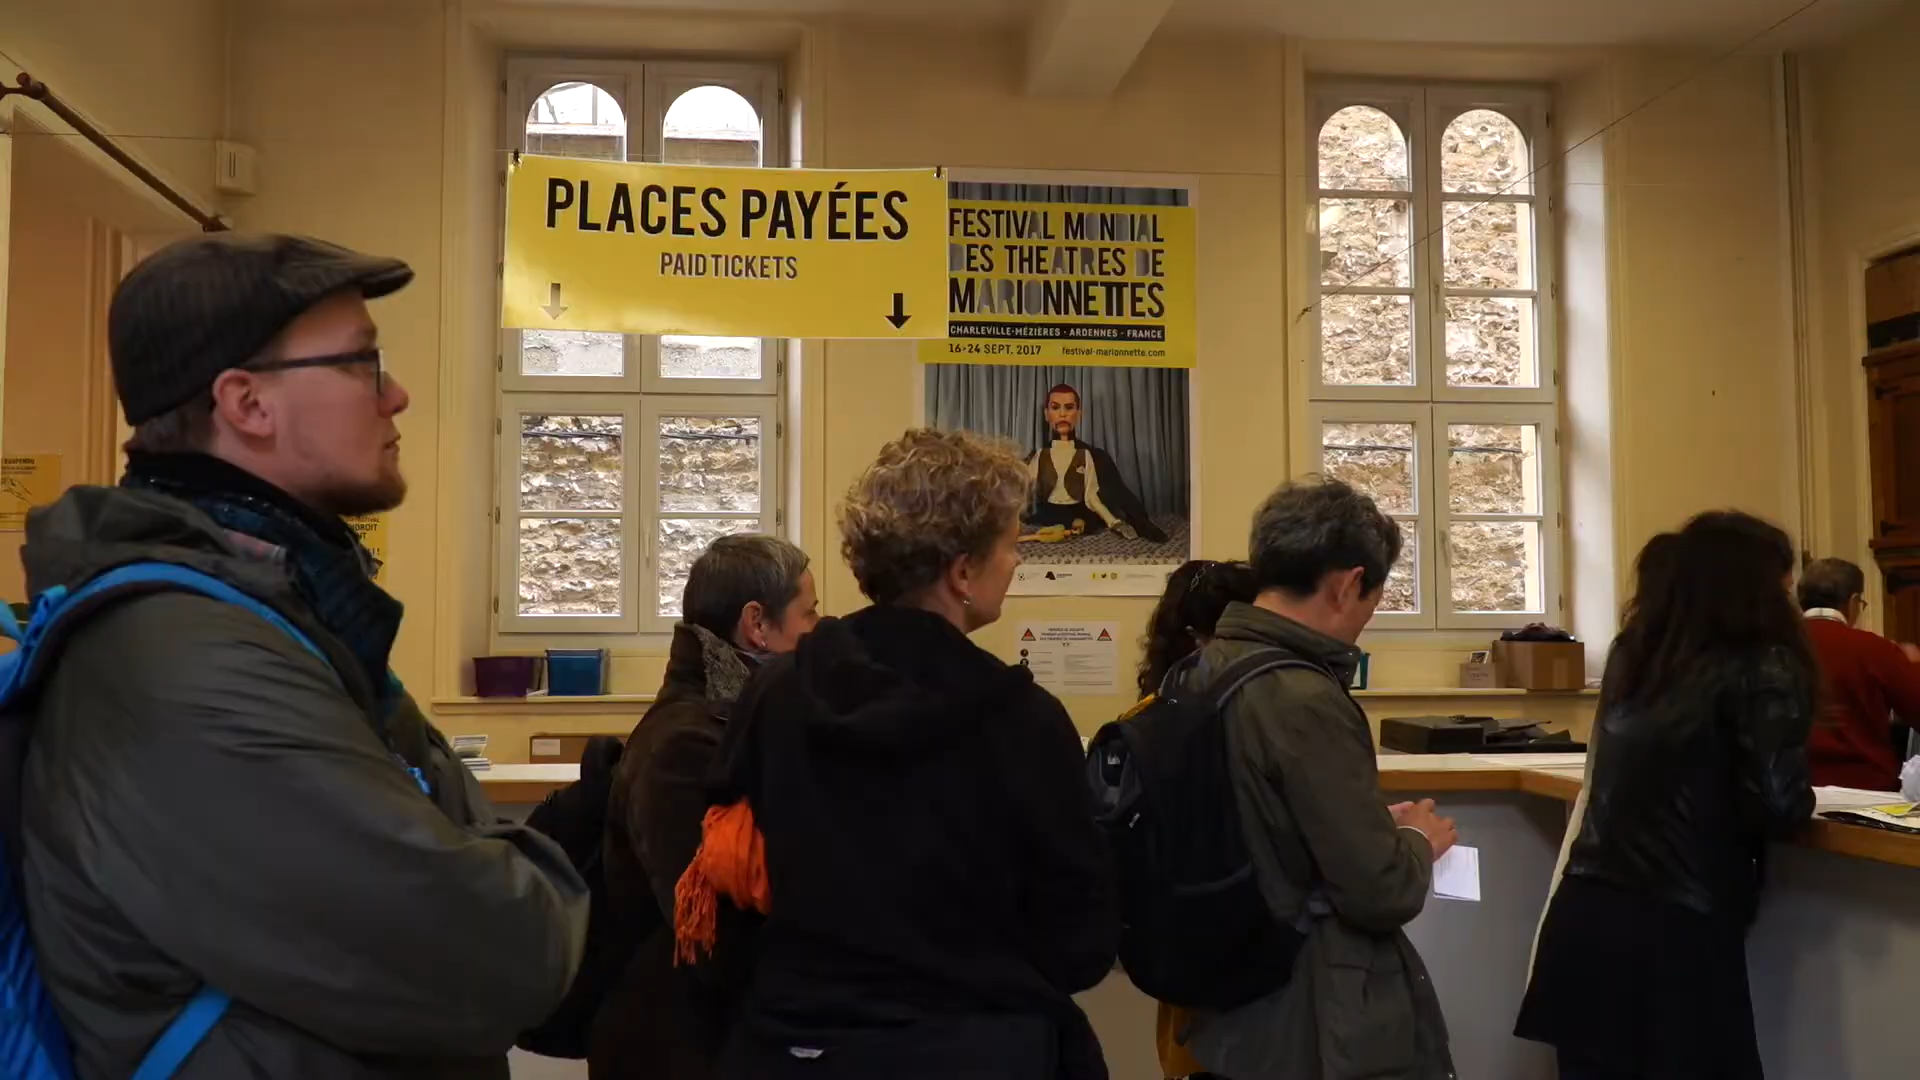 PLACES PAYÉES
PAID TICKETS
FESTIVAL MONDIAL
DES THEATRES DE
MARIONNETTES
CHARLEVILLE-MÉZIÈRES - ARDENNES - FRANCE
16>24 SEPT. 2017 festival-marionnette.com